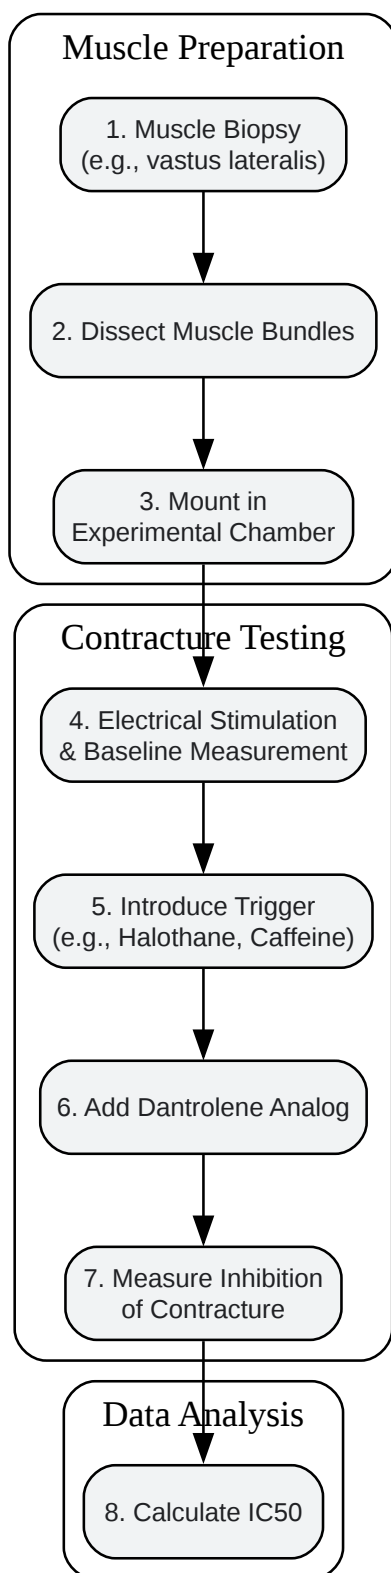 Muscle Preparation
1. Muscle Biopsy
(e.g., vastus lateralis)
2. Dissect Muscle Bundles
3. Mount in
Experimental Chamber
Contracture Testing
4. Electrical Stimulation
& Baseline Measurement
5. Introduce Trigger
(e.g., Halothane, Caffeine)
6. Add Dantrolene Analog
7. Measure Inhibition
of Contracture
Data Analysis
8. Calculate IC50